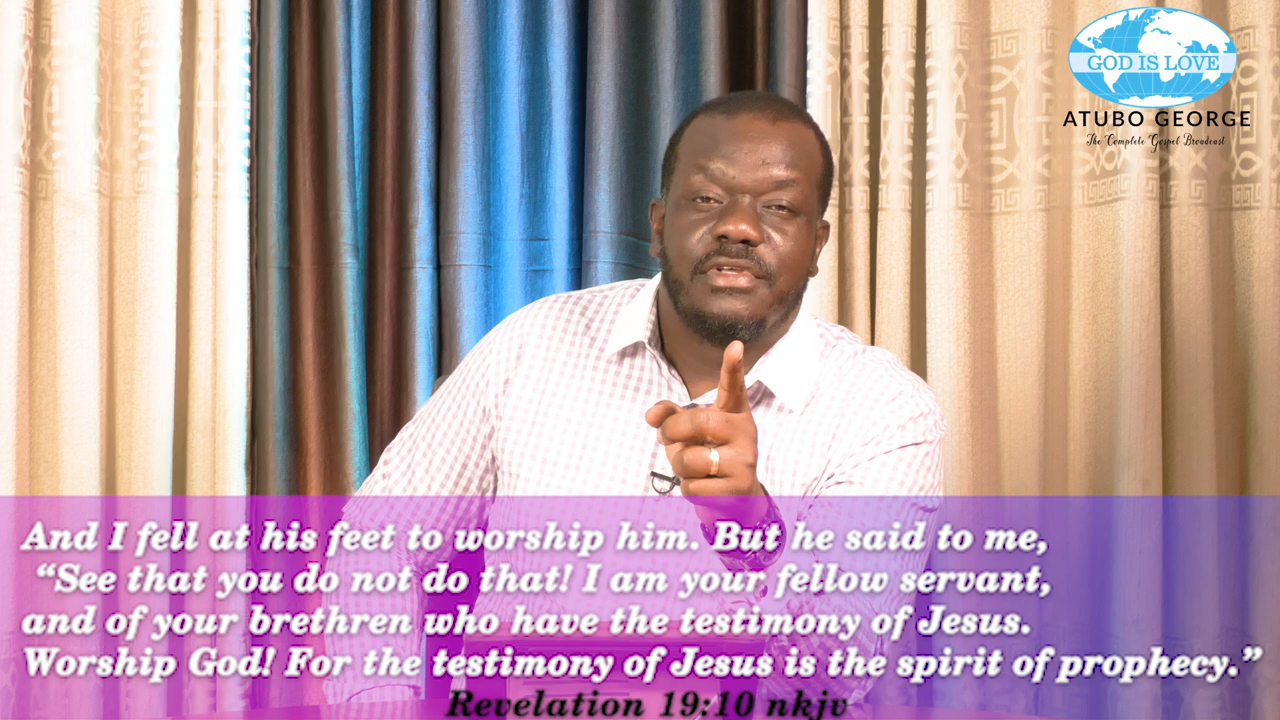 GOD IS LOVE
ATUBO GEORGE
The Complete Gospel Broadcast
And I fell at his feet to worship him. But he said to me,
“See that you do not do that! I am your fellow servant,
and of your brethren who have the testimony of Jesus.
Worship God! For the testimony of Jesus is the spirit of prophecy.”
Revelation 19:10 nkjv